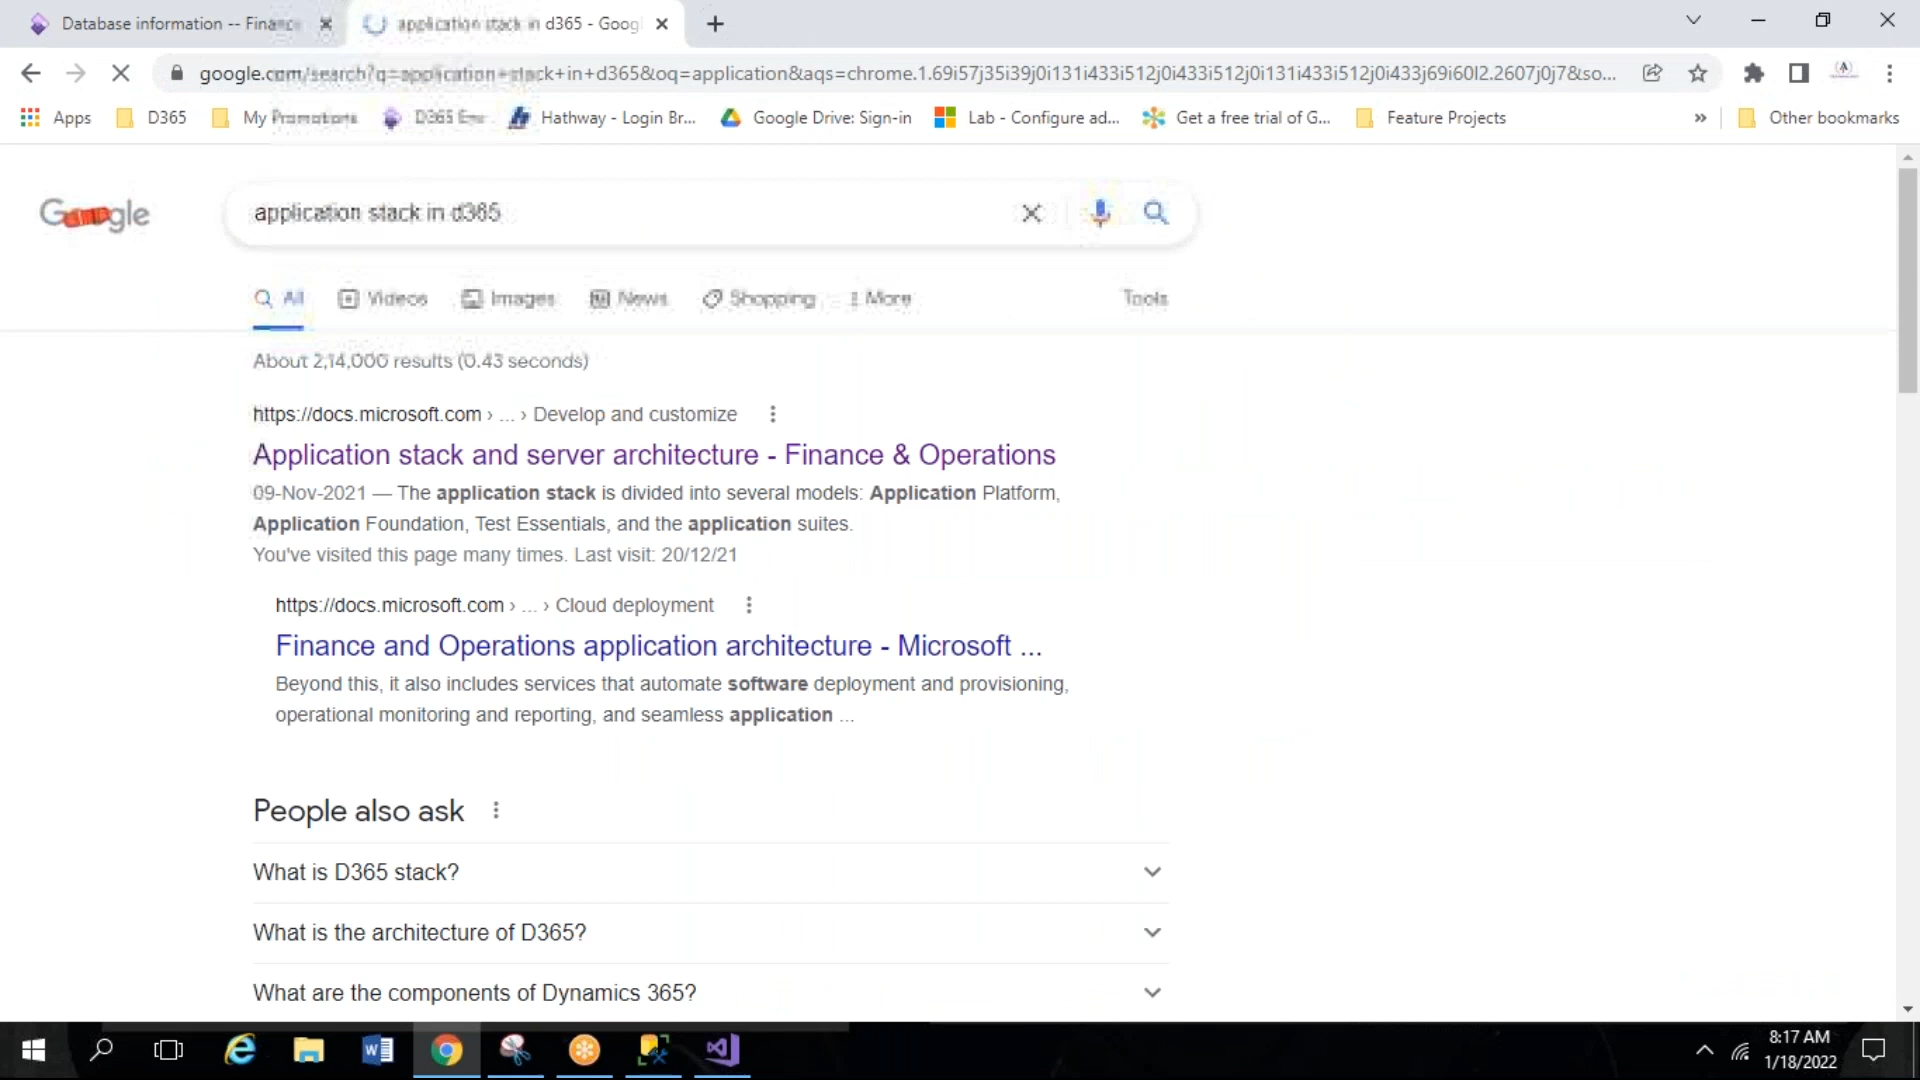 Database information -- Finance
application stack in d365 - Goog
google.com/search?q=application+stack+in+d365&oq=application&aqs=chrome.1.69i57j35i39j0i131i433i512j0i433i512j0i131i433i512j0i433j69i60l2.2607j0j7&so...
Apps D365 My Promotions D365 Env Hathway - Login Br... Google Drive: Sign-in Lab - Configure ad... Get a free trial of G... Feature Projects » Other bookmarks
Google
application stack in d365
All Videos Images News Shopping More Tools
About 2,14,000 results (0.43 seconds)
https://docs.microsoft.com › ... › Develop and customize
Application stack and server architecture - Finance & Operations
09-Nov-2021 — The application stack is divided into several models: Application Platform,
Application Foundation, Test Essentials, and the application suites.
You've visited this page many times. Last visit: 20/12/21
https://docs.microsoft.com › ... › Cloud deployment
Finance and Operations application architecture - Microsoft ...
Beyond this, it also includes services that automate software deployment and provisioning,
operational monitoring and reporting, and seamless application ...
People also ask
What is D365 stack?
What is the architecture of D365?
What are the components of Dynamics 365?
8:17 AM
1/18/2022